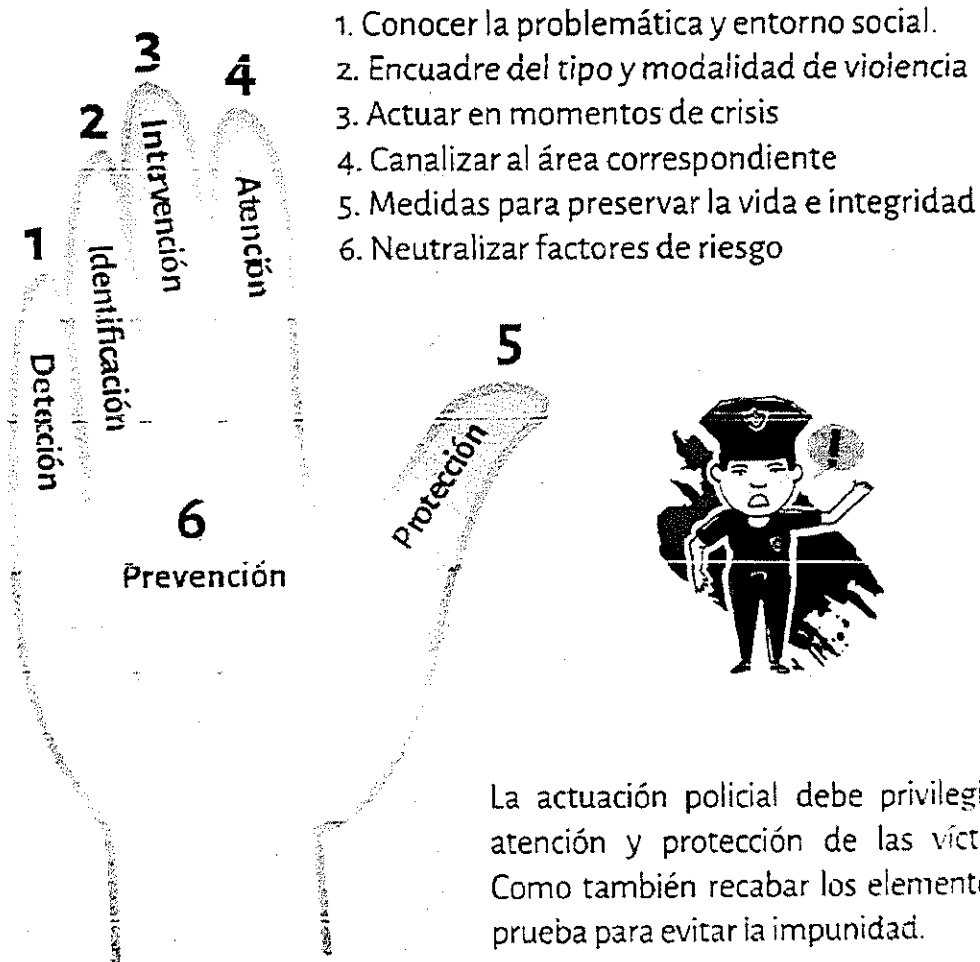 1. Conocer la problemática y entorno social.
2. Encuadre del tipo y modalidad de violencia
3. Actuar en momentos de crisis
4. Canalizar al área correspondiente
5. Medidas para preservar la vida e integridad
6. Neutralizar factores de riesgo
1
Detección
2
Identificación
3
Intervención
4
Atención
5
Protección
6
Prevención
!
La actuación policial debe privilegi
atención y protección de las víct
Como también recabar los element
prueba para evitar la impunidad.